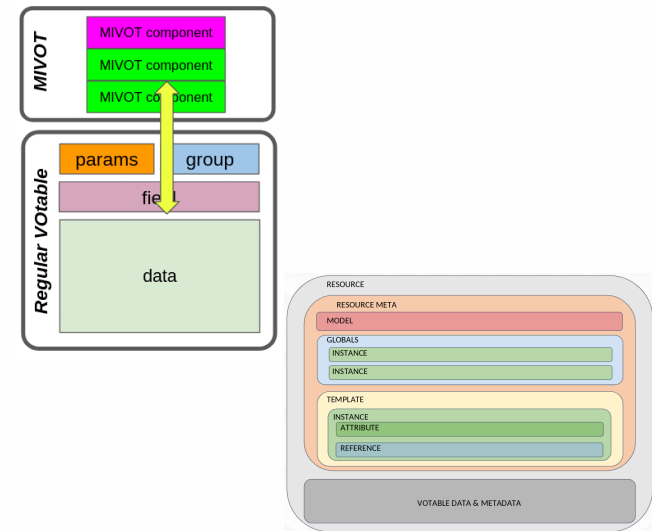 MIVOT
MIVOT component
MIVOT component
MIVOT component
Regular VOtable
params
group
field
data
RESOURCE
RESOURCE META
MODEL
GLOBALS
INSTANCE
INSTANCE
TEMPLATE
INSTANCE
ATTRIBUTE
REFERENCE
VOTABLE DATA & METADATA